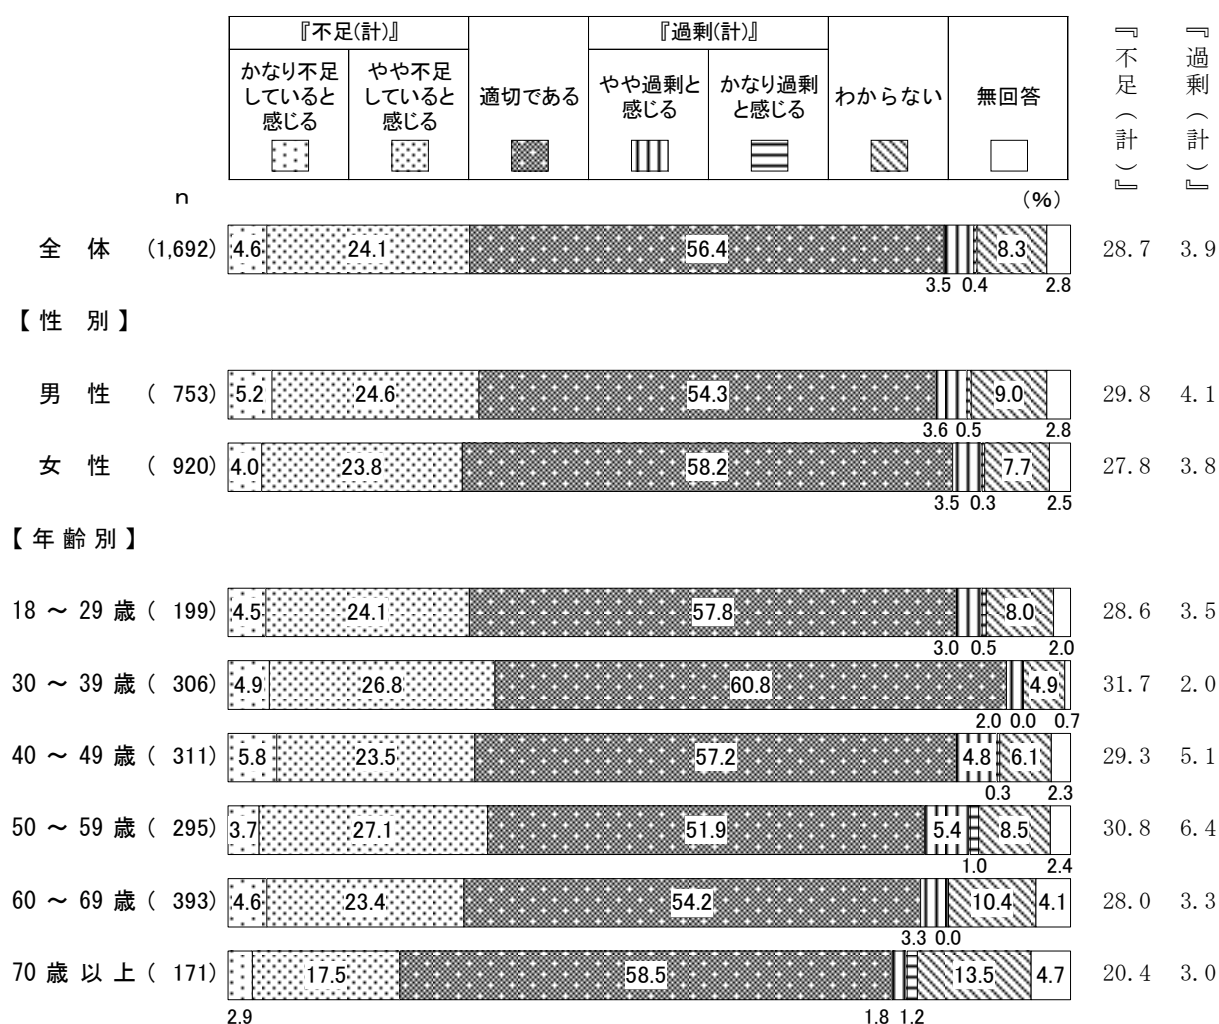 『不足(計)』 『過剰(計)』
かなり不足していると感じる やや不足していると感じる 適切である やや過剰と感じる かなり過剰と感じる わからない 無回答
『不足(計)』 『過剰(計)』
n (%)
全 体 (1,692) 4.6 24.1 56.4 8.3 28.7 3.9
3.5 0.4 2.8
【性 別】
男 性 ( 753) 5.2 24.6 54.3 9.0 29.8 4.1
3.6 0.5 2.8
女 性 ( 920) 4.0 23.8 58.2 7.7 27.8 3.8
3.5 0.3 2.5
【年齢別】
18 ～ 29 歳 ( 199) 4.5 24.1 57.8 8.0 28.6 3.5
3.0 0.5 2.0
30 ～ 39 歳 ( 306) 4.9 26.8 60.8 4.9 31.7 2.0
2.0 0.0 0.7
40 ～ 49 歳 ( 311) 5.8 23.5 57.2 4.8 6.1 29.3 5.1
0.3 2.3
50 ～ 59 歳 ( 295) 3.7 27.1 51.9 5.4 8.5 30.8 6.4
1.0 2.4
60 ～ 69 歳 ( 393) 4.6 23.4 54.2 10.4 4.1 28.0 3.3
3.3 0.0
70 歳 以 上 ( 171) 17.5 58.5 13.5 4.7 20.4 3.0
2.9 1.8 1.2